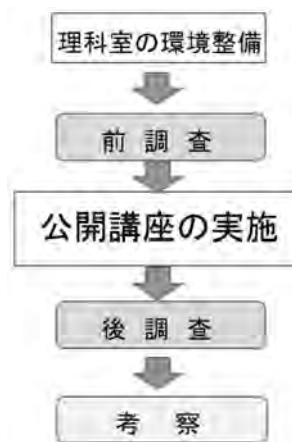 理科室の環境整備
前調査
公開講座の実施
後調査
考察